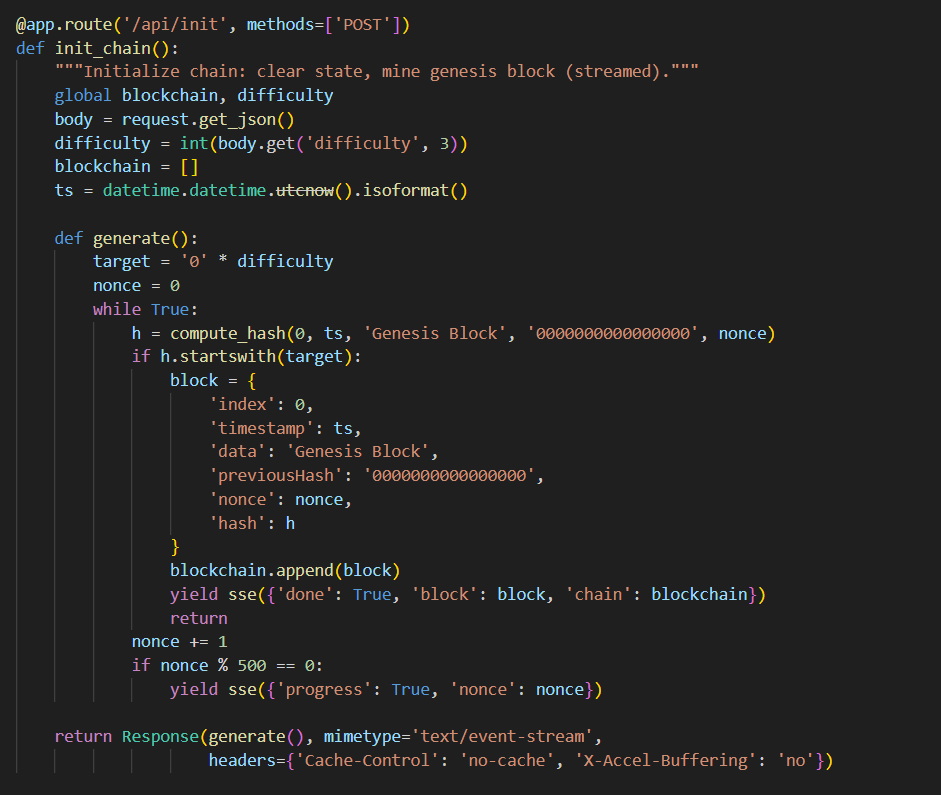 @app.route('/api/init', methods=['POST'])
def init_chain():
    """Initialize chain: clear state, mine genesis block (streamed)."""
    global blockchain, difficulty
    body = request.get_json()
    difficulty = int(body.get('difficulty', 3))
    blockchain = []
    ts = datetime.datetime.utcnow().isoformat()

    def generate():
        target = '0' * difficulty
        nonce = 0
        while True:
            h = compute_hash(0, ts, 'Genesis Block', '0000000000000000', nonce)
            if h.startswith(target):
                block = {
                    'index': 0,
                    'timestamp': ts,
                    'data': 'Genesis Block',
                    'previousHash': '0000000000000000',
                    'nonce': nonce,
                    'hash': h
                }
                blockchain.append(block)
                yield sse({'done': True, 'block': block, 'chain': blockchain})
                return
            nonce += 1
            if nonce % 500 == 0:
                yield sse({'progress': True, 'nonce': nonce})

    return Response(generate(), mimetype='text/event-stream',
                    headers={'Cache-Control': 'no-cache', 'X-Accel-Buffering': 'no'})